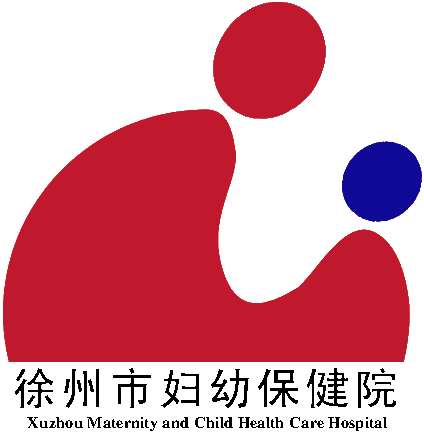 徐州市妇幼保健院
Xuzhou Maternity and Child Health Care Hospital